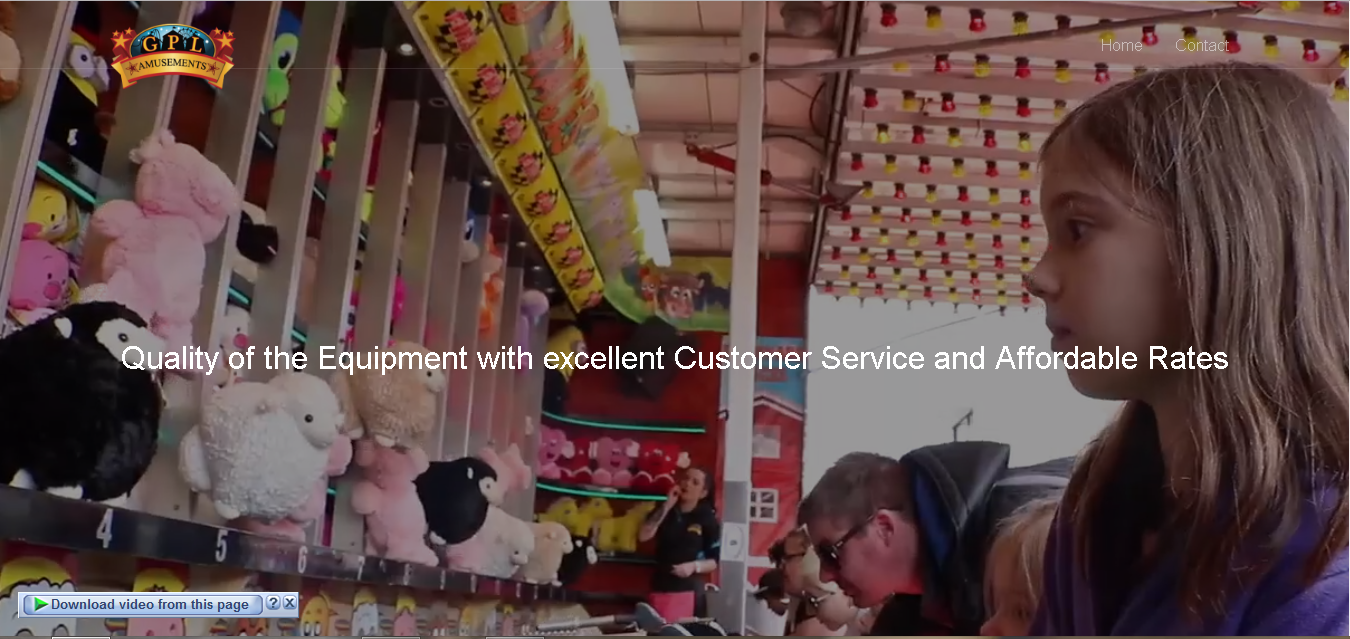 GPL
AMUSEMENTS
Home
Contact
Quality of the Equipment with excellent Customer Service and Affordable Rates
4
5
6
7
Download video from this page
?
X